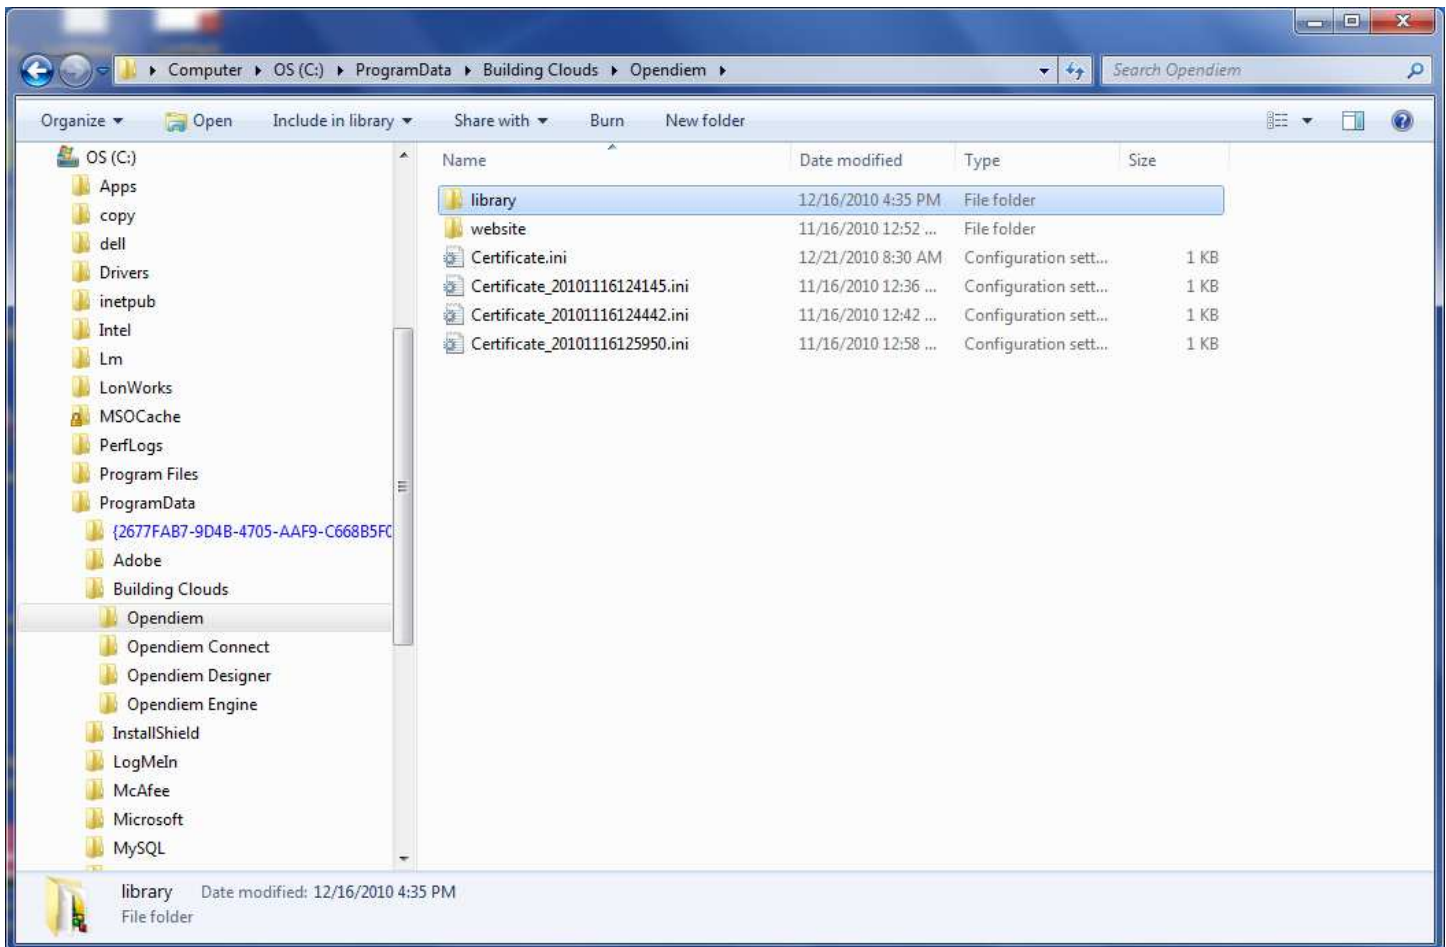 Computer ▸ OS (C:) ▸ ProgramData ▸ Building Clouds ▸ Opendiem ▸
Search Opendiem
Organize Open Include in library Share with Burn New folder
OS (C:)
Apps
copy
dell
Drivers
inetpub
Intel
Lm
LonWorks
MSOCache
PerfLogs
Program Files
ProgramData
{2677FAB7-9D4B-4705-AAF9-C668B5F0
Adobe
Building Clouds
Opendiem
Opendiem Connect
Opendiem Designer
Opendiem Engine
InstallShield
LogMeIn
McAfee
Microsoft
MySQL
Name Date modified Type Size
library 12/16/2010 4:35 PM File folder
website 11/16/2010 12:52 ... File folder
Certificate.ini 12/21/2010 8:30 AM Configuration sett... 1 KB
Certificate_20101116124145.ini 11/16/2010 12:36 ... Configuration sett... 1 KB
Certificate_20101116124442.ini 11/16/2010 12:42 ... Configuration sett... 1 KB
Certificate_20101116125950.ini 11/16/2010 12:58 ... Configuration sett... 1 KB
library Date modified: 12/16/2010 4:35 PM
File folder